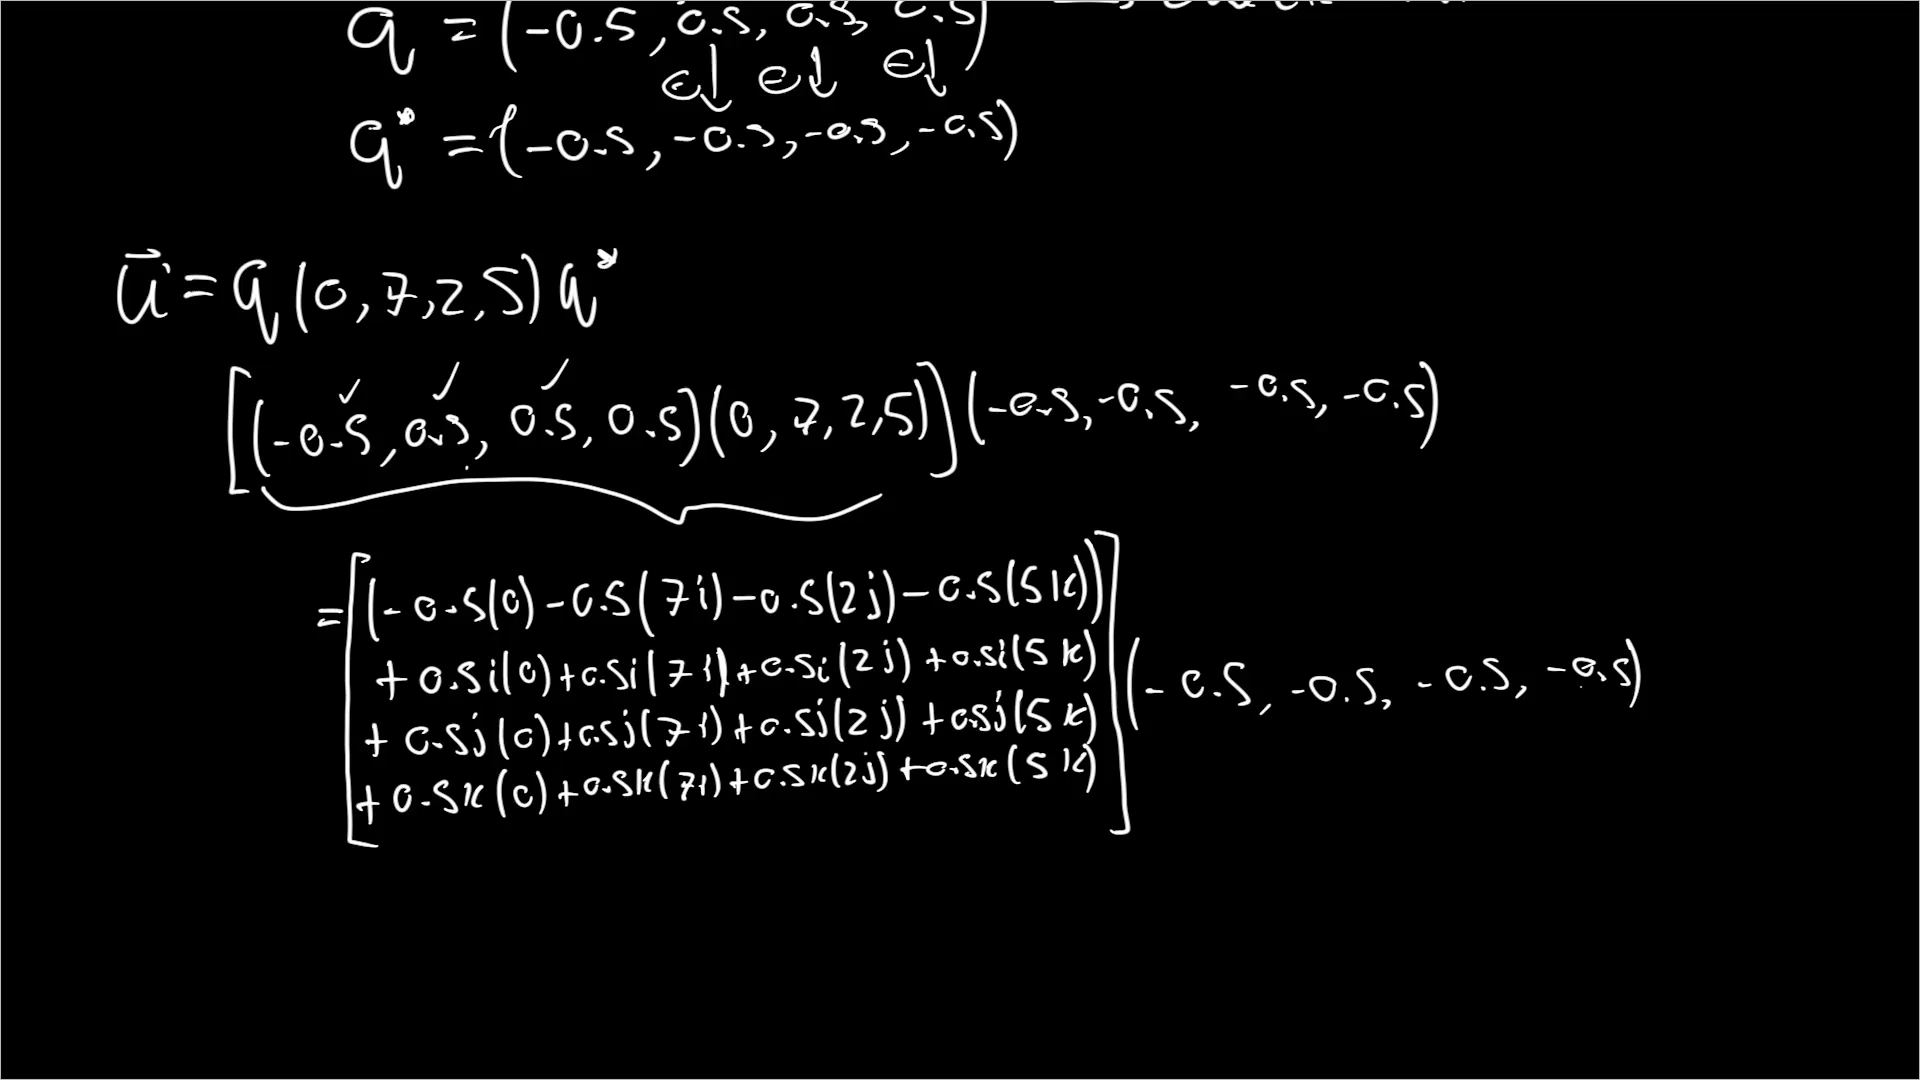 q = (-0.5, 0.5, 0.5, 0.5)
q* = (-0.5, -0.5, -0.5, -0.5)
u⃗ = q(0, 7, 2, 5)q*
[(-0.5, 0.5, 0.5, 0.5)(0, 7, 2, 5)](-0.5, -0.5, -0.5, -0.5)
= [(-0.5(0) - 0.5(7i) - 0.5(2j) - 0.5(5k))
+ 0.5i(0) + 0.5i(7i) + 0.5i(2j) + 0.5i(5k)
+ 0.5j(0) + 0.5j(7i) + 0.5j(2j) + 0.5j(5k)
+ 0.5k(0) + 0.5k(7i) + 0.5k(2j) + 0.5k(5k)] (-0.5, -0.5, -0.5, -0.5)